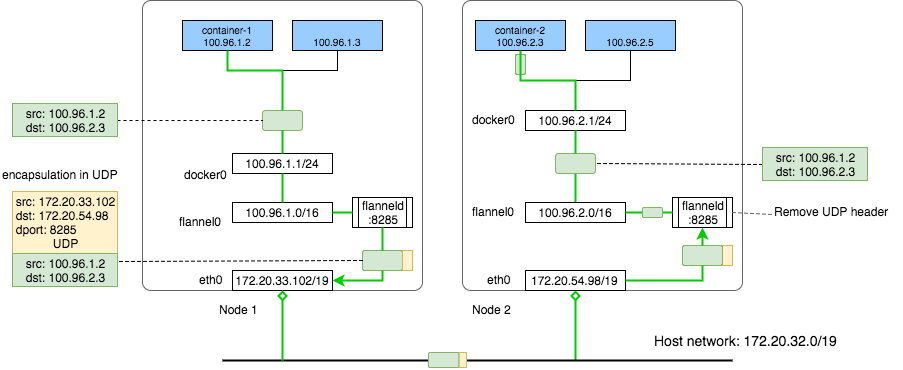 container-1
100.96.1.2
100.96.1.3
container-2
100.96.2.3
100.96.2.5
src: 100.96.1.2
dst: 100.96.2.3
docker0
100.96.2.1/24
encapsulation in UDP
docker0
100.96.1.1/24
src: 100.96.1.2
dst: 100.96.2.3
src: 172.20.33.102
dst: 172.20.54.98
dport: 8285
UDP
src: 100.96.1.2
dst: 100.96.2.3
flannel0
100.96.1.0/16
flanneld
:8285
flannel0
100.96.2.0/16
flanneld
:8285
Remove UDP header
eth0
172.20.33.102/19
eth0
172.20.54.98/19
Node 1
Node 2
Host network: 172.20.32.0/19